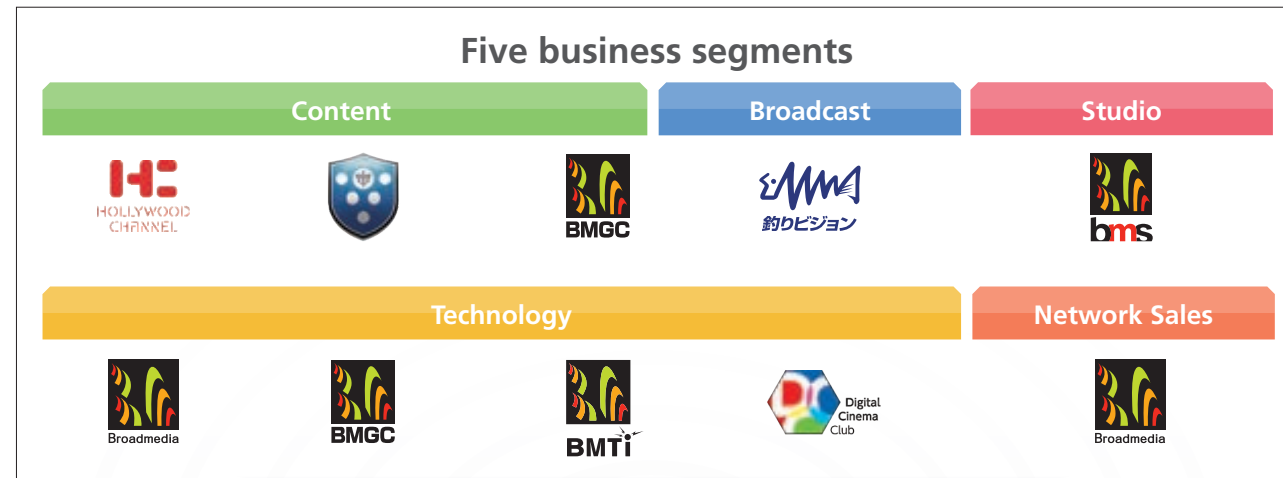 Five business segments
Content
Broadcast
Studio
HOLLYWOOD
CHANNEL
BMGC
釣りビジョン
bms
Technology
Network Sales
Broadmedia
BMGC
BMTi
Digital
Cinema
Club
Broadmedia